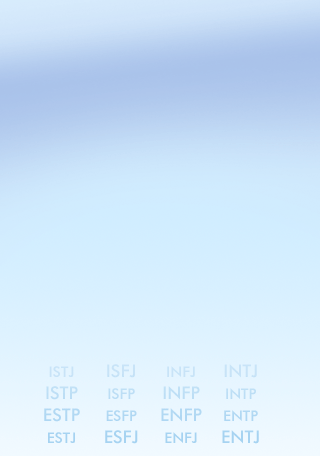 ISTJ ISFJ INFJ INTJ
ISTP ISFP INFP INTP
ESTP ESFP ENFP ENTP
ESTJ ESFJ ENFJ ENTJ